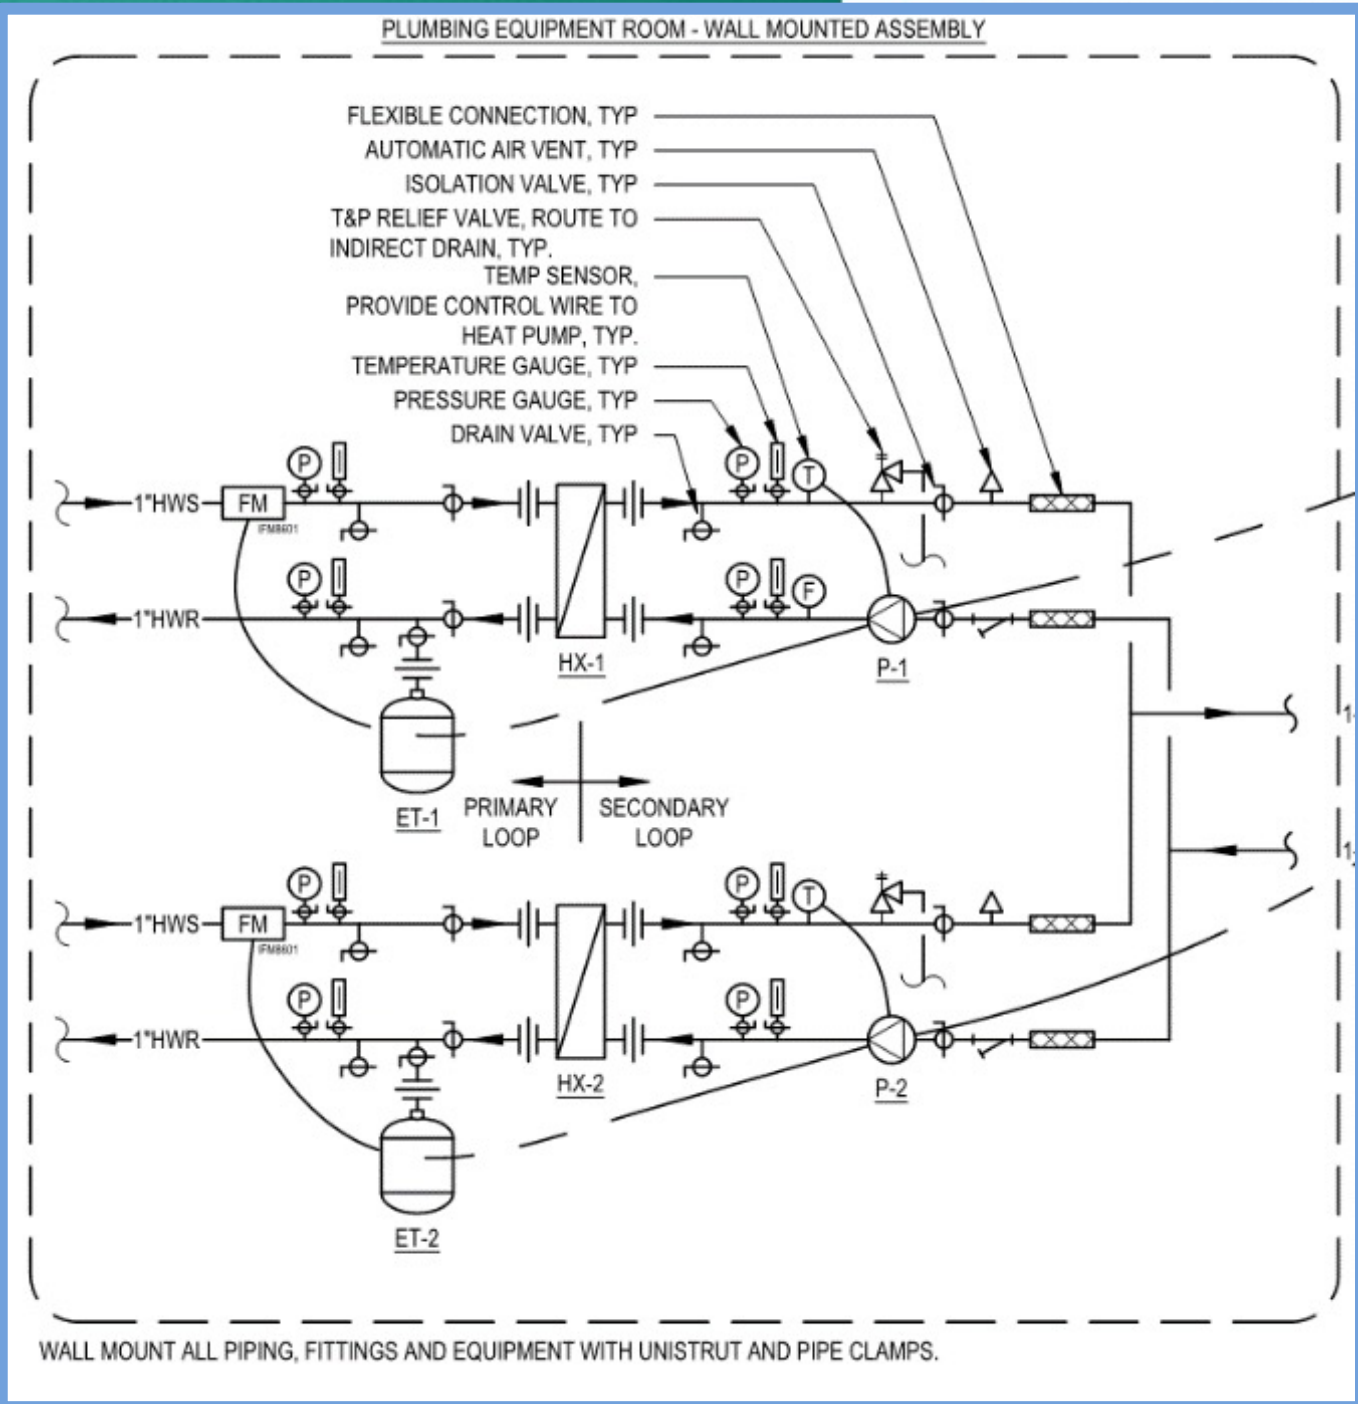 PLUMBING EQUIPMENT ROOM - WALL MOUNTED ASSEMBLY
FLEXIBLE CONNECTION, TYP
AUTOMATIC AIR VENT, TYP
ISOLATION VALVE, TYP
T&P RELIEF VALVE, ROUTE TO
INDIRECT DRAIN, TYP.
TEMP SENSOR,
PROVIDE CONTROL WIRE TO
HEAT PUMP, TYP.
TEMPERATURE GAUGE, TYP
PRESSURE GAUGE, TYP
DRAIN VALVE, TYP
P
P
T
1"HWS
FM
IFM8601
P
P
F
1"HWR
HX-1
P-1
1-
ET-1
PRIMARY
LOOP
SECONDARY
LOOP
1-
P
P
T
1"HWS
FM
IFM8601
P
P
1"HWR
HX-2
P-2
ET-2
WALL MOUNT ALL PIPING, FITTINGS AND EQUIPMENT WITH UNISTRUT AND PIPE CLAMPS.